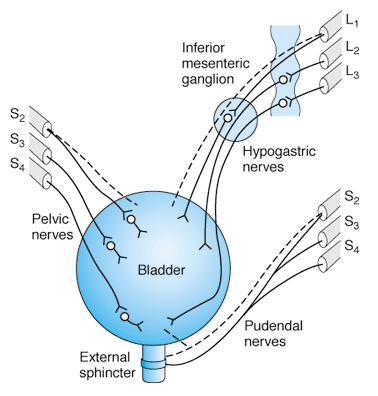 L1
L2
L3
Inferior
mesenteric
ganglion
Hypogastric
nerves
S2
S3
S4
Pelvic
nerves
Bladder
S2
S3
S4
Pudendal
nerves
External
sphincter